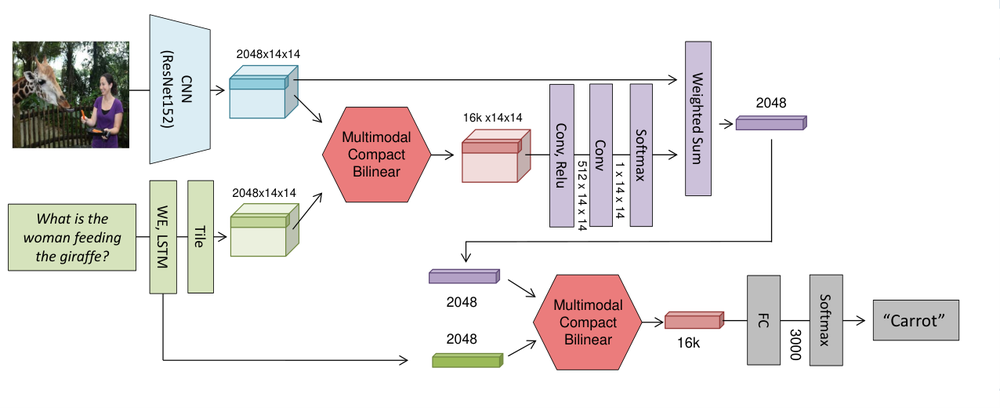 CNN
(ResNet152)
2048x14x14
What is the
woman feeding
the giraffe?
WE, LSTM
Tile
2048x14x14
Multimodal
Compact
Bilinear
16k x14x14
Conv, Relu
512 x 14 x 14
Conv
1 x 14 x 14
Softmax
Weighted Sum
2048
2048
2048
Multimodal
Compact
Bilinear
16k
FC
3000
Softmax
“Carrot”